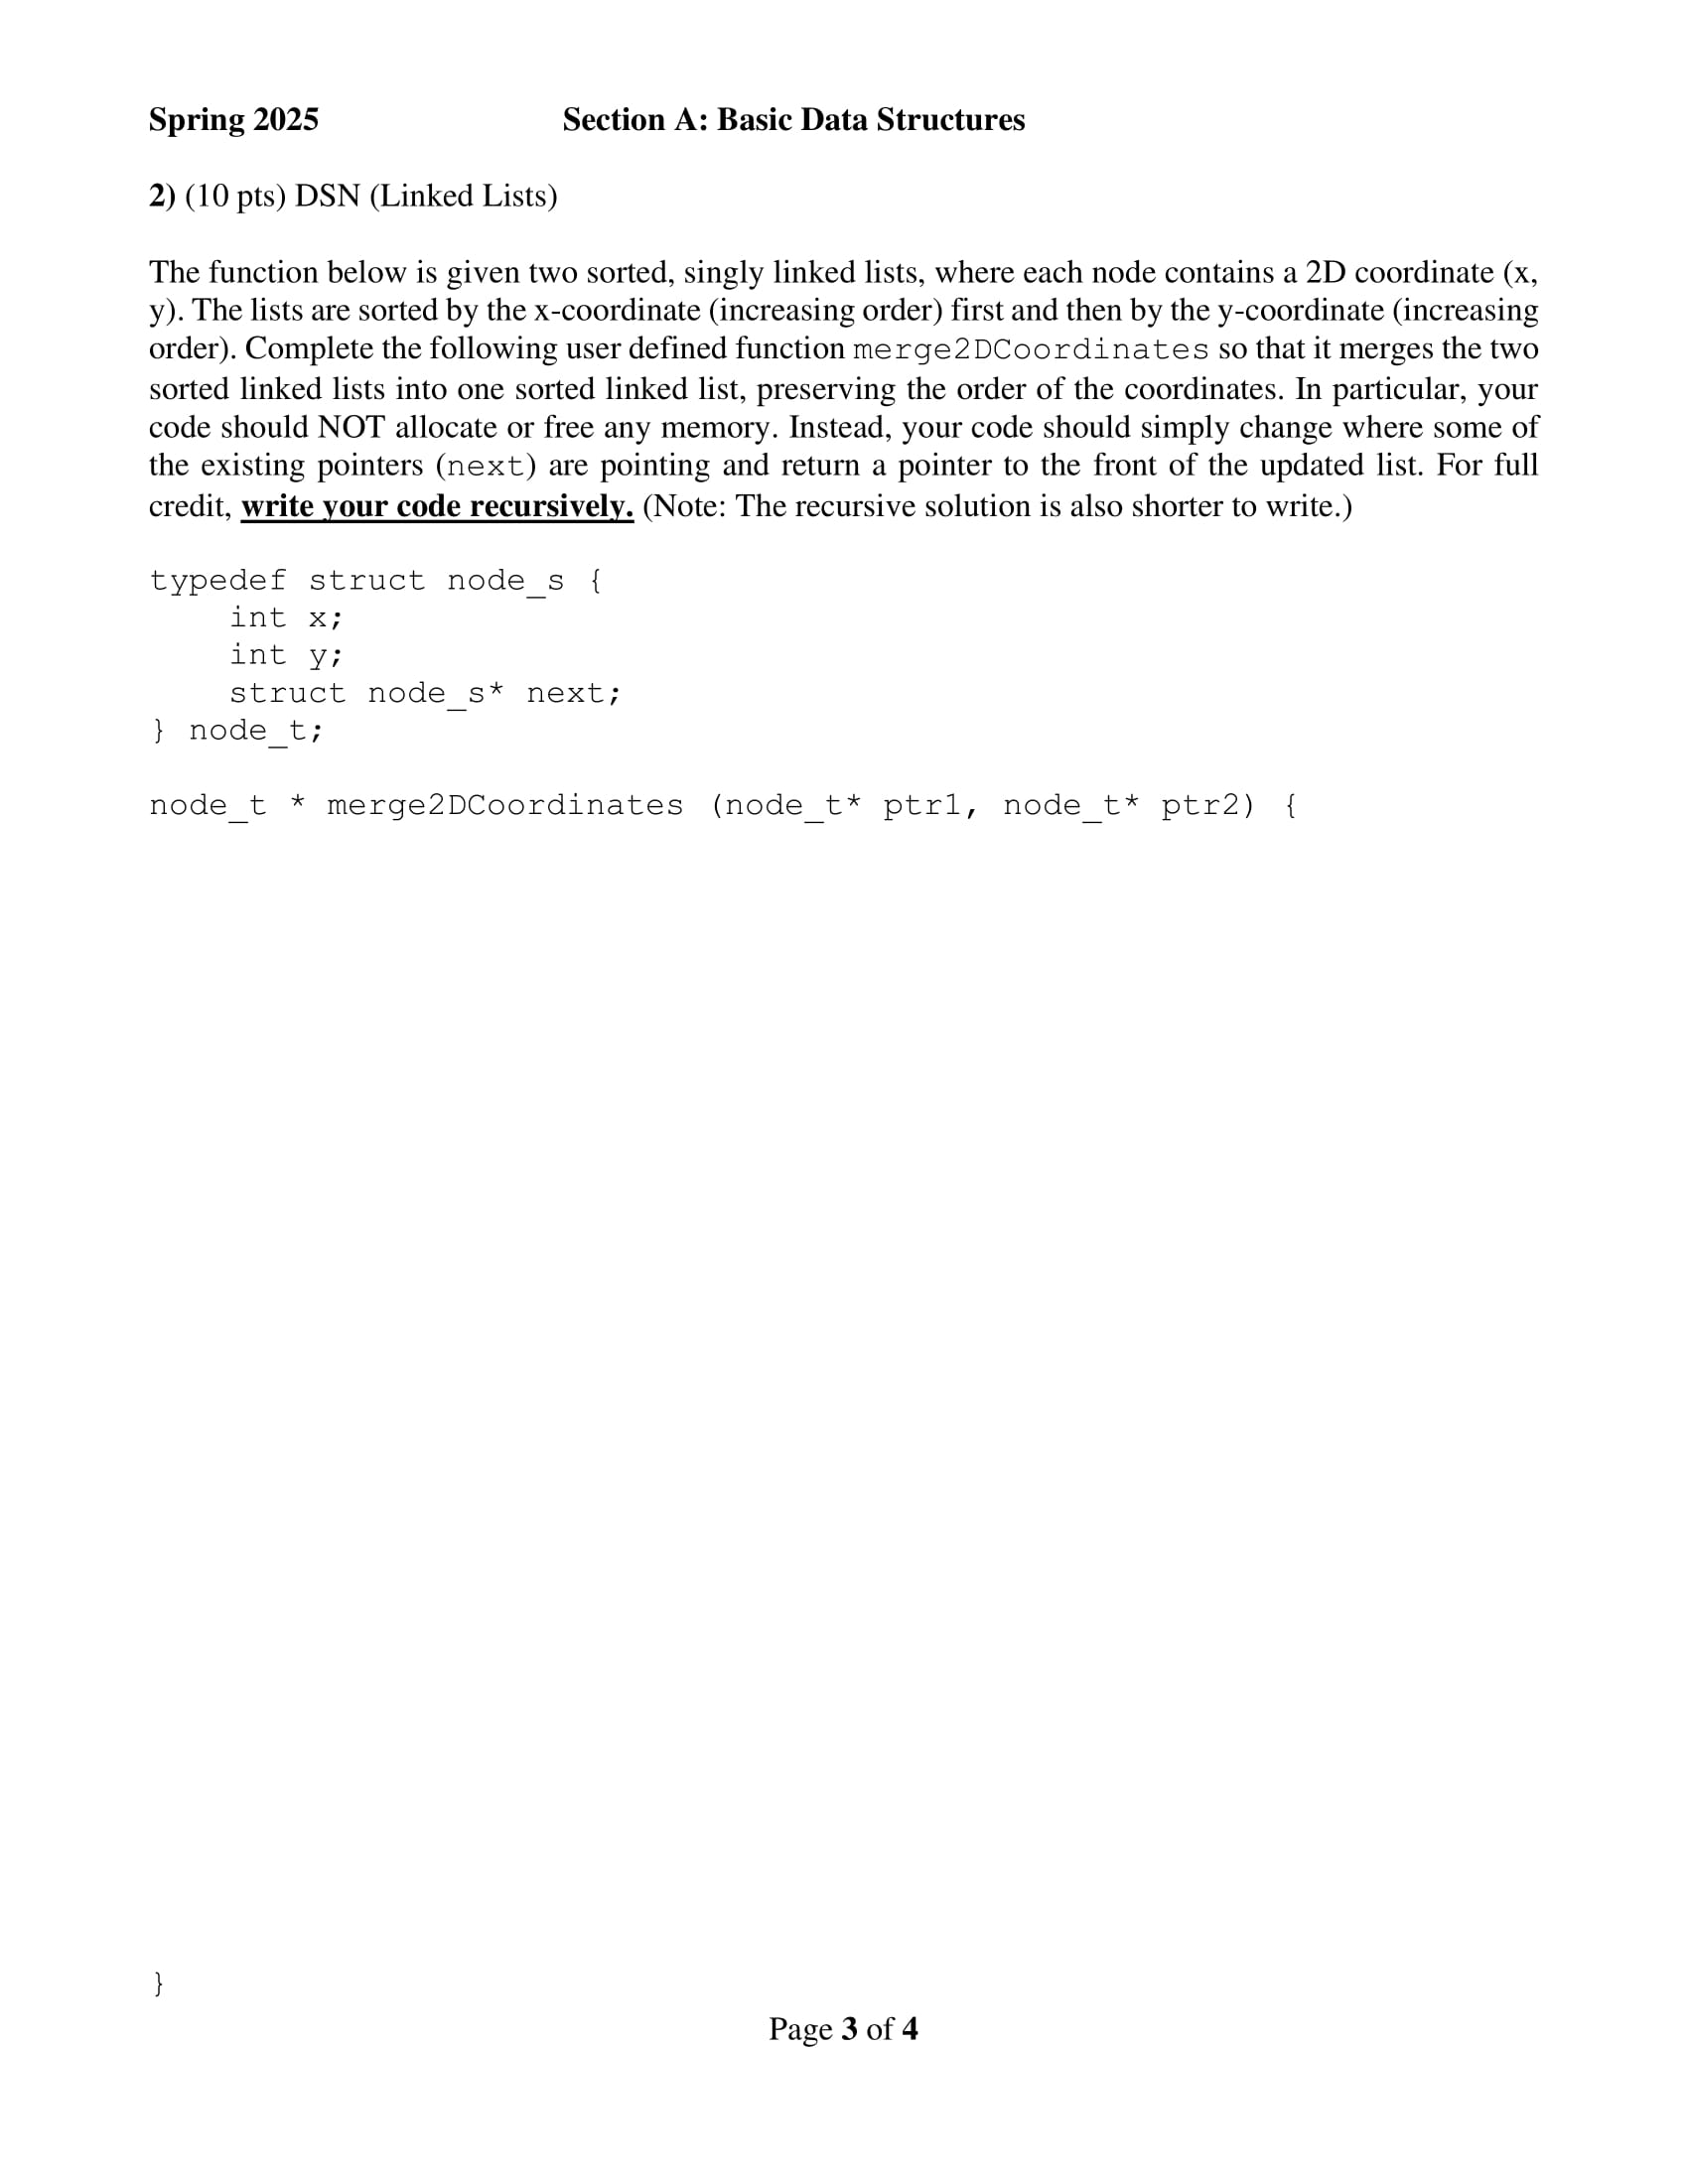 Spring 2025 Section A: Basic Data Structures
2) (10 pts) DSN (Linked Lists)
The function below is given two sorted, singly linked lists, where each node contains a 2D coordinate (x,
y). The lists are sorted by the x-coordinate (increasing order) first and then by the y-coordinate (increasing
order). Complete the following user defined function merge2DCoordinates so that it merges the two
sorted linked lists into one sorted linked list, preserving the order of the coordinates. In particular, your
code should NOT allocate or free any memory. Instead, your code should simply change where some of
the existing pointers (next) are pointing and return a pointer to the front of the updated list. For full
credit, write your code recursively. (Note: The recursive solution is also shorter to write.)
typedef struct node_s {
    int x;
    int y;
    struct node_s* next;
} node_t;
node_t * merge2DCoordinates (node_t* ptr1, node_t* ptr2) {
}
Page 3 of 4